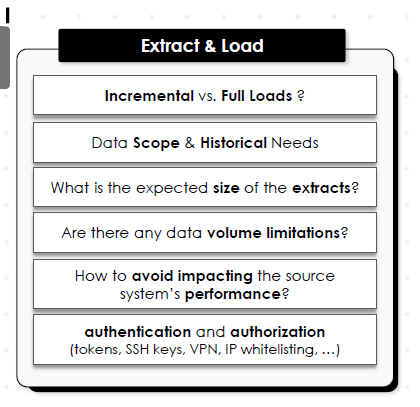 Extract & Load
Incremental vs. Full Loads ?
Data Scope & Historical Needs
What is the expected size of the extracts?
Are there any data volume limitations?
How to avoid impacting the source
system's performance?
authentication and authorization
(tokens, SSH keys, VPN, IP whitelisting, ...)